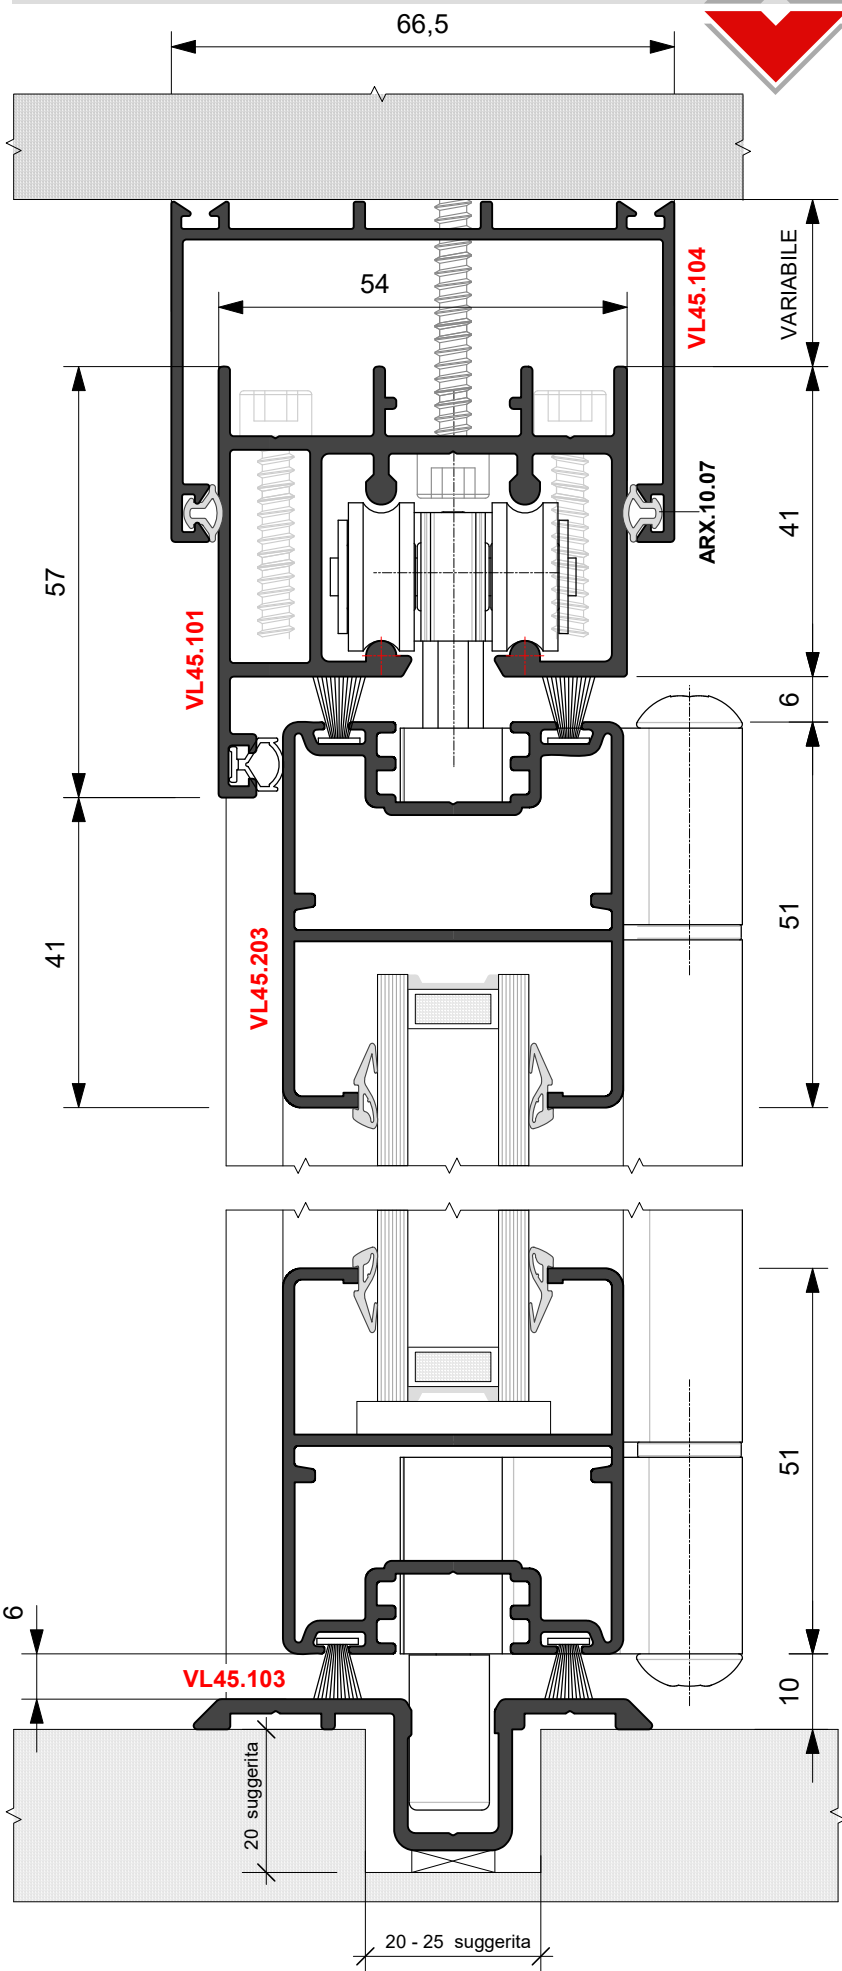 66,5
VARIABILE
54
VL45.104
ARX.10.07
41
57
VL45.101
6
51
41
VL45.203
51
6
VL45.103
10
20 suggerita
20 - 25 suggerita